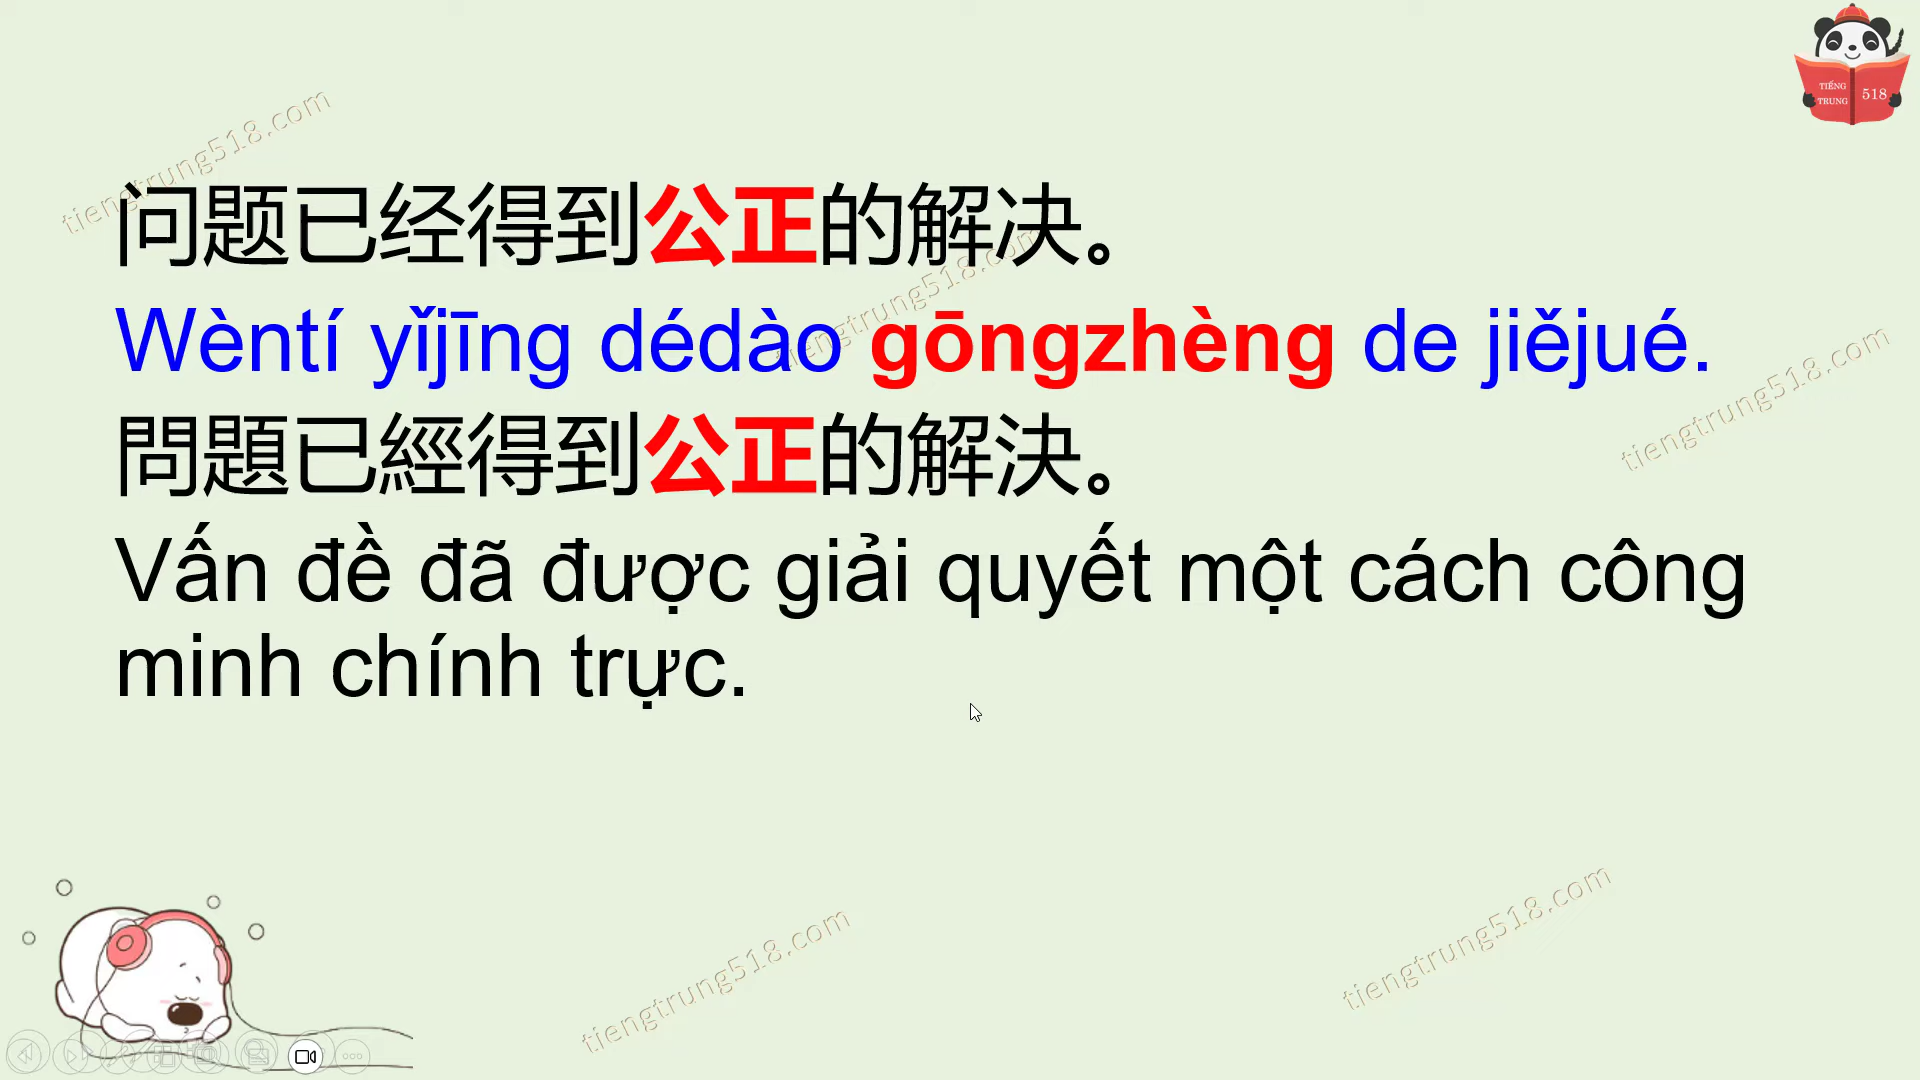 TIẾNG TRUNG 518
tiengtrung518.com
问题已经得到公正的解决。
tiengtrung518.com
Wèntí yǐjīng dédào gōngzhèng de jiějué.
tiengtrung518.com
問題已經得到公正的解決。
Vấn đề đã được giải quyết một cách công
minh chính trực.
tiengtrung518.com
tiengtrung518.com